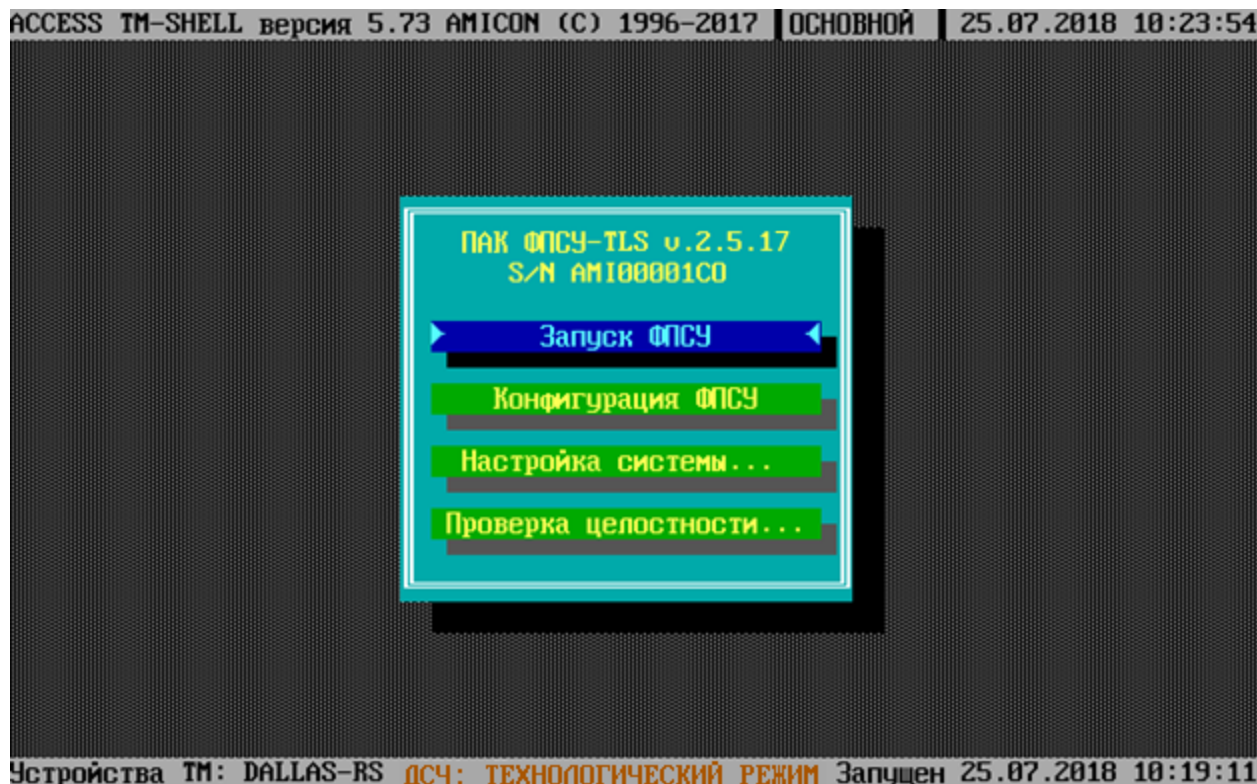 ACCESS TM-SHELL версия 5.73 AMICON (C) 1996-2017 ОСНОВНОЙ 25.07.2018 10:23:54
ПАК ФПСУ-TLS v.2.5.17
S/N AMI00001CO
Запуск ФПСУ
Конфигурация ФПСУ
Настройка системы...
Проверка целостности...
Устройства ТМ: DALLAS-RS ДСЧ: ТЕХНОЛОГИЧЕСКИЙ РЕЖИМ Запущен 25.07.2018 10:19:11